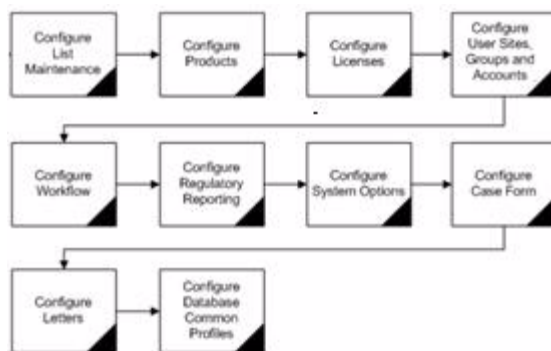 Configure
List
Maintenance
Configure
Products
Configure
Licenses
Configure
User Sites,
Groups and
Accounts
Configure
Workflow
Configure
Regulatory
Reporting
Configure
System Options
Configure
Case Form
Configure
Letters
Configure
Database
Common
Profiles